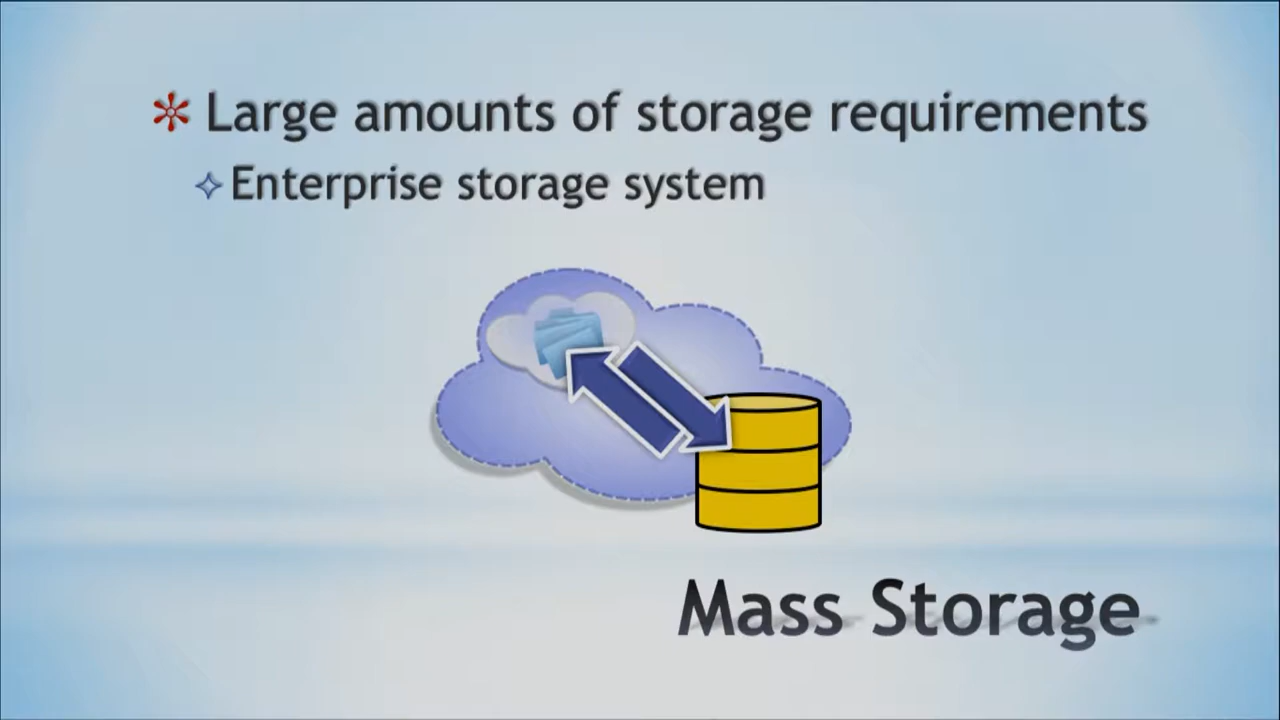 Large amounts of storage requirements
Enterprise storage system
Mass Storage